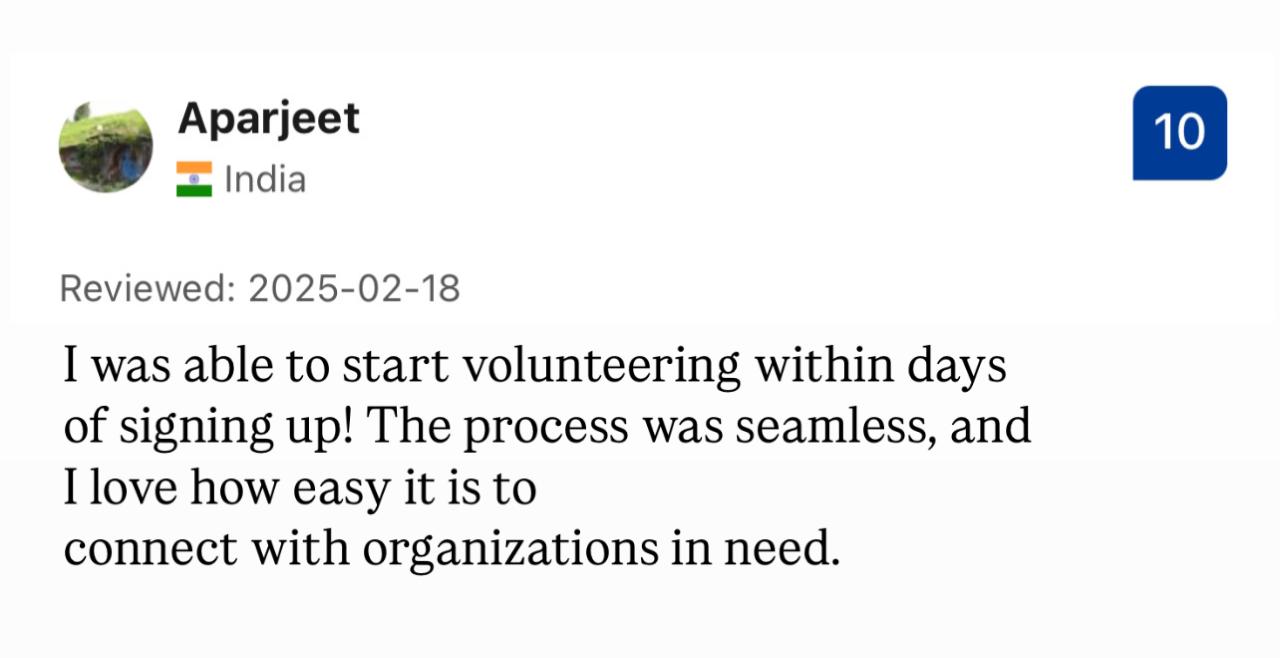 Aparjeet
India
10
Reviewed: 2025-02-18
I was able to start volunteering within days
of signing up! The process was seamless, and
I love how easy it is to
connect with organizations in need.